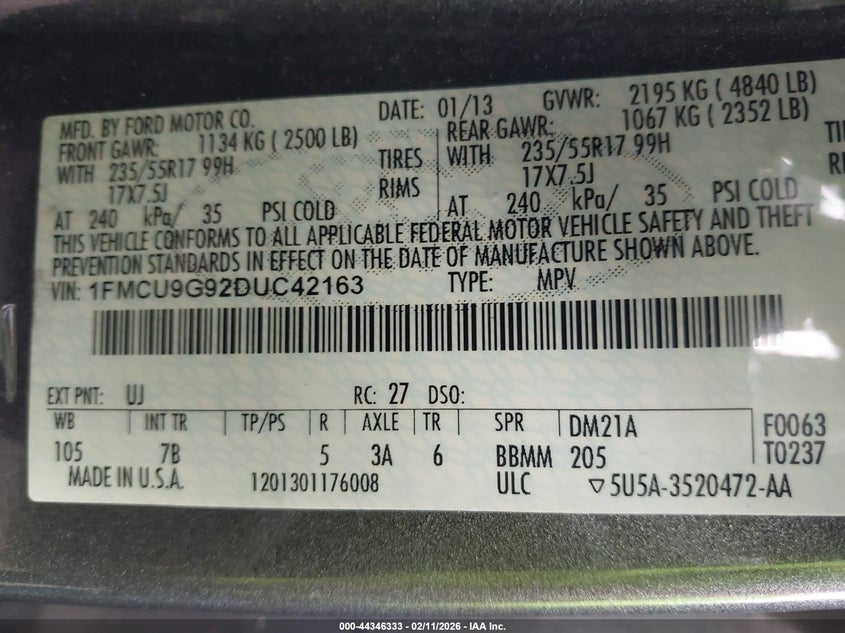 MFD. BY FORD MOTOR CO. DATE: 01/13 GVWR: 2195 KG ( 4840 LB)
FRONT GAWR: 1134 KG ( 2500 LB) REAR GAWR: 1067 KG ( 2352 LB)
WITH 235/55R17 99H TIRES WITH 235/55R17 99H
17X7.5J RIMS 17X7.5J
AT 240 kPa/ 35 PSI COLD AT 240 kPa/ 35 PSI COLD
THIS VEHICLE CONFORMS TO ALL APPLICABLE FEDERAL MOTOR VEHICLE SAFETY AND THEFT
PREVENTION STANDARDS IN EFFECT ON THE DATE OF MANUFACTURE SHOWN ABOVE.
VIN: 1FMCU9G92DUC42163 TYPE: MPV
EXT PNT: UJ RC: 27 DSO:
WB INT TR TP/PS R AXLE TR SPR DM21A F0063
105 7B 5 3A 6 BBMM 205 T0237
MADE IN U.S.A. 1201301176008 ULC ▽5U5A-3520472-AA
000-44346333 - 02/11/2026 - IAA Inc.